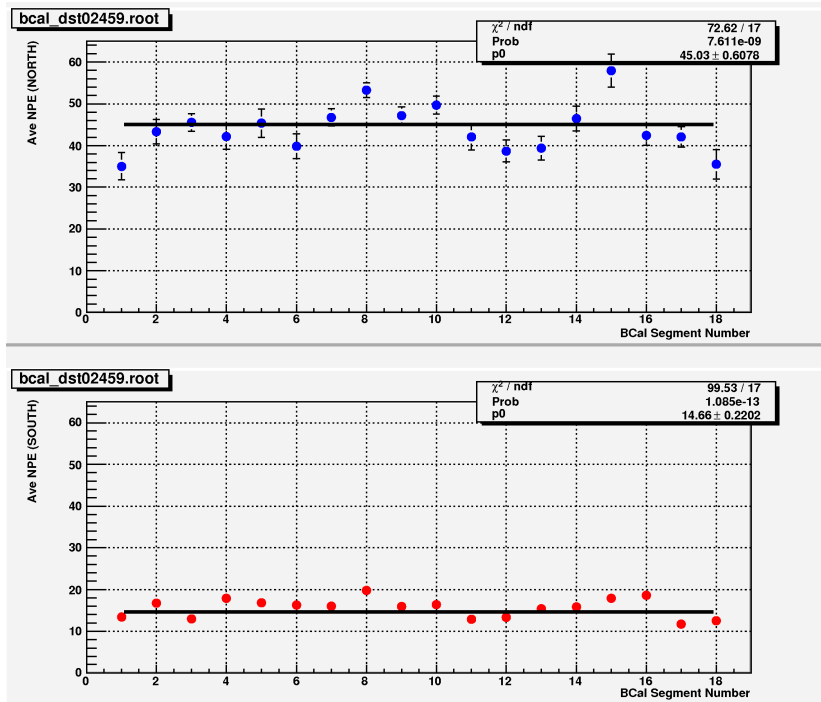 bcal_dst02459.root
χ² / ndf 72.62 / 17
Prob 7.611e-09
p0 45.03 ± 0.6078
Ave NPE (NORTH)
60
50
40
30
20
10
0
0 2 4 6 8 10 12 14 16 18
BCal Segment Number
bcal_dst02459.root
χ² / ndf 99.53 / 17
Prob 1.085e-13
p0 14.66 ± 0.2202
Ave NPE (SOUTH)
60
50
40
30
20
10
0
0 2 4 6 8 10 12 14 16 18
BCal Segment Number